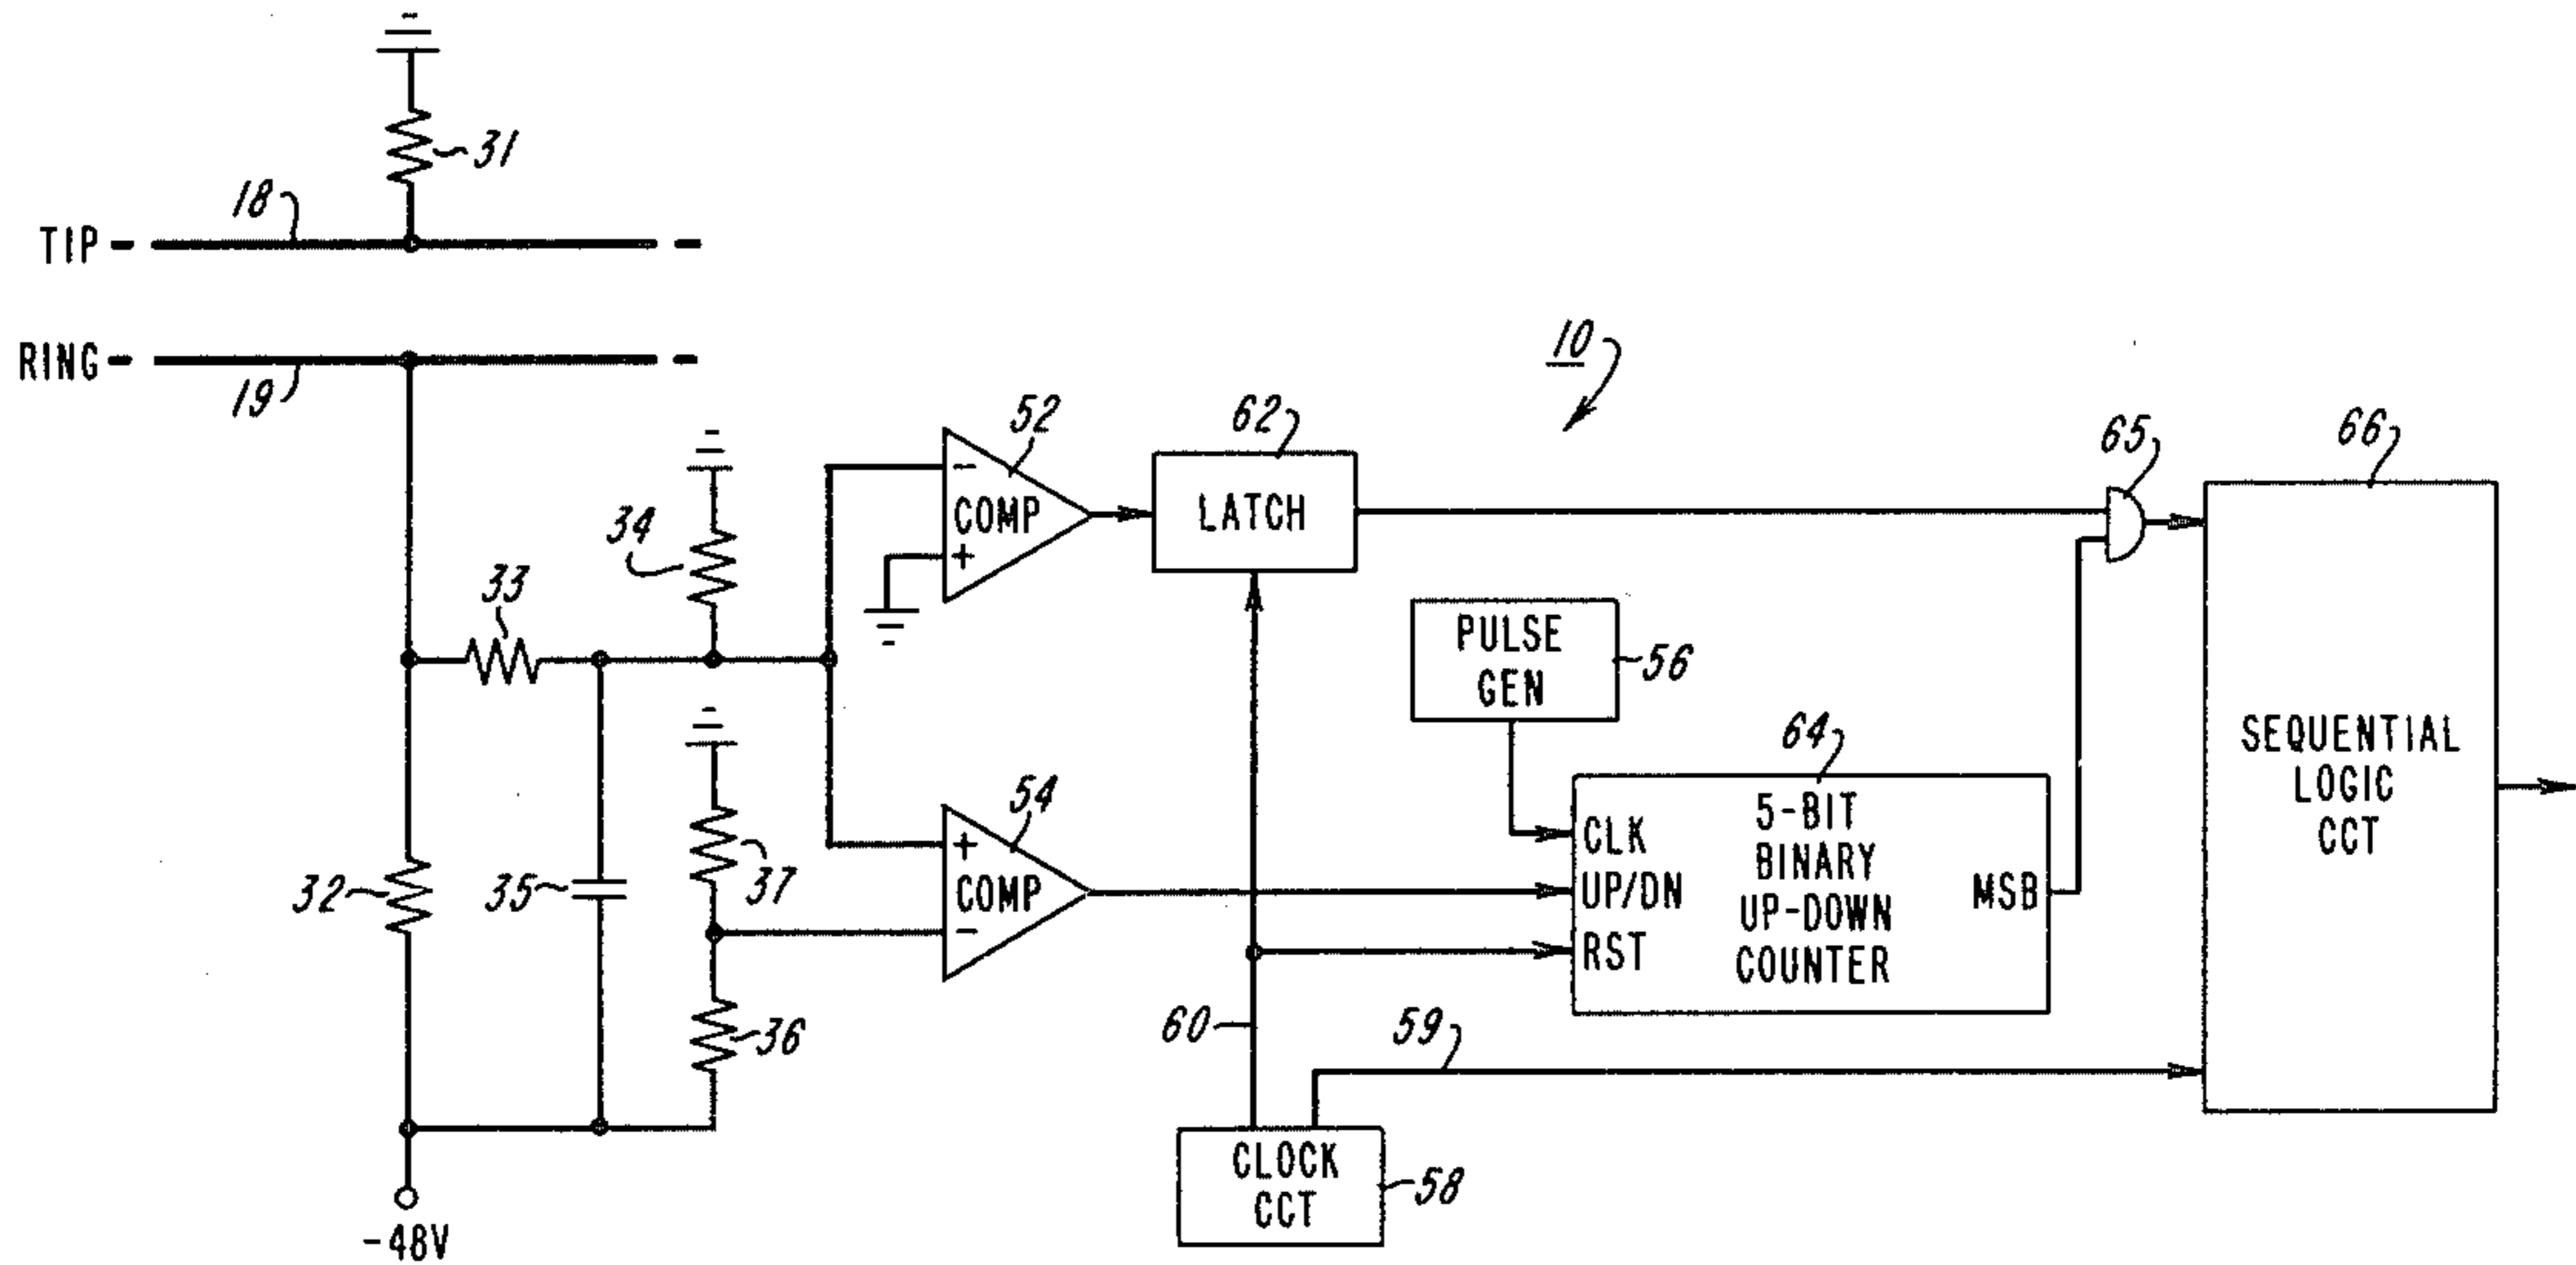 31
18
TIP
RING
19
10
52
62
65
66
34
- COMP +
LATCH
33
PULSE GEN
56
SEQUENTIAL LOGIC CCT
54
64
+ COMP -
37
32
35
CLK
UP/DN
RST
5-BIT BINARY UP-DOWN COUNTER
MSB
36
60
59
CLOCK CCT
58
-48V